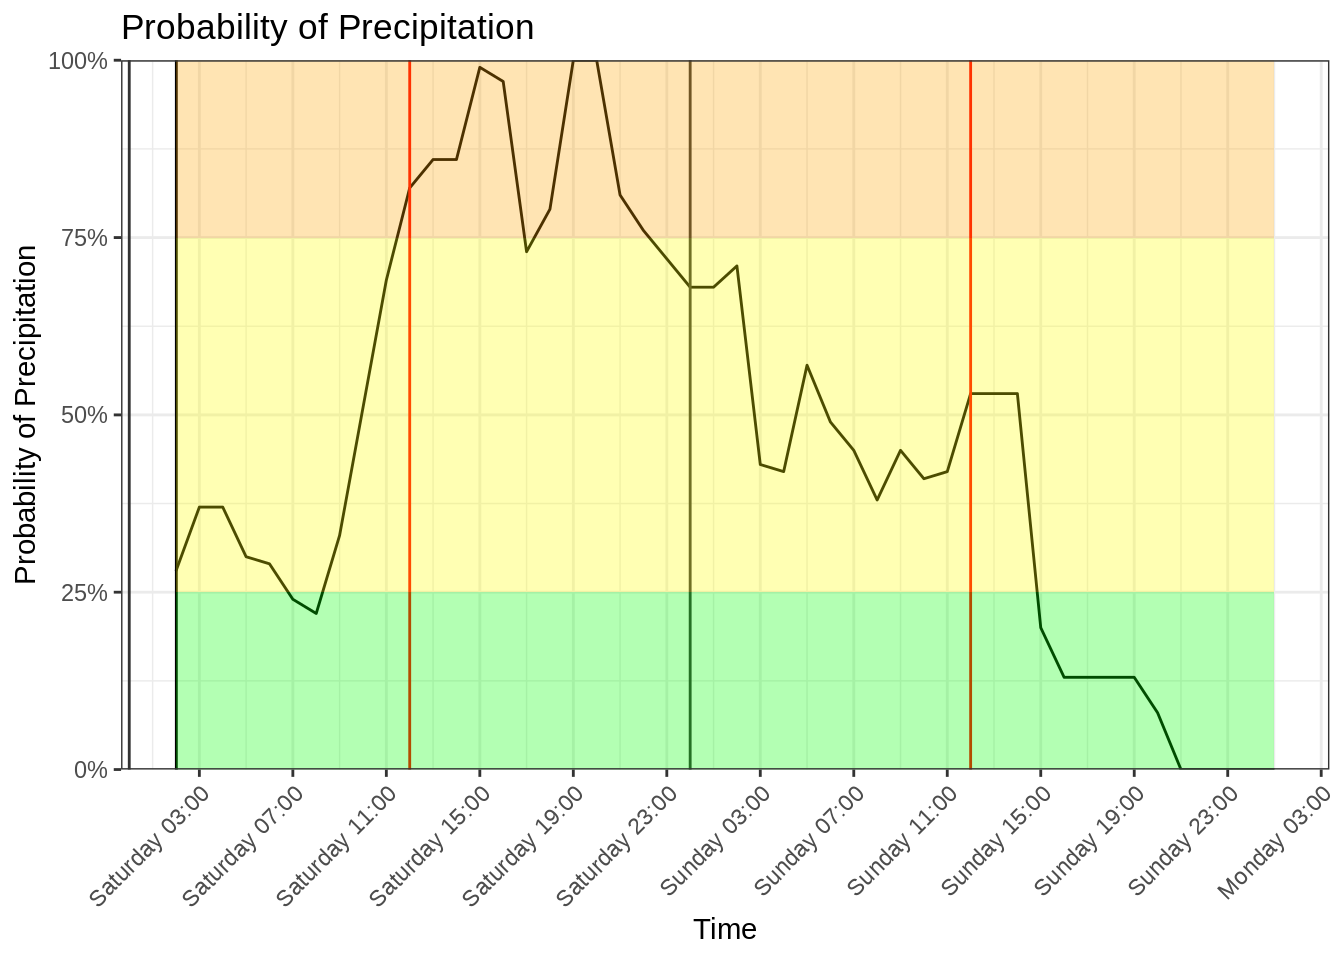 Probability of Precipitation
Probability of Precipitation
100%
75%
50%
25%
0%
Saturday 03:00
Saturday 07:00
Saturday 11:00
Saturday 15:00
Saturday 19:00
Saturday 23:00
Sunday 03:00
Sunday 07:00
Sunday 11:00
Sunday 15:00
Sunday 19:00
Sunday 23:00
Monday 03:00
Time